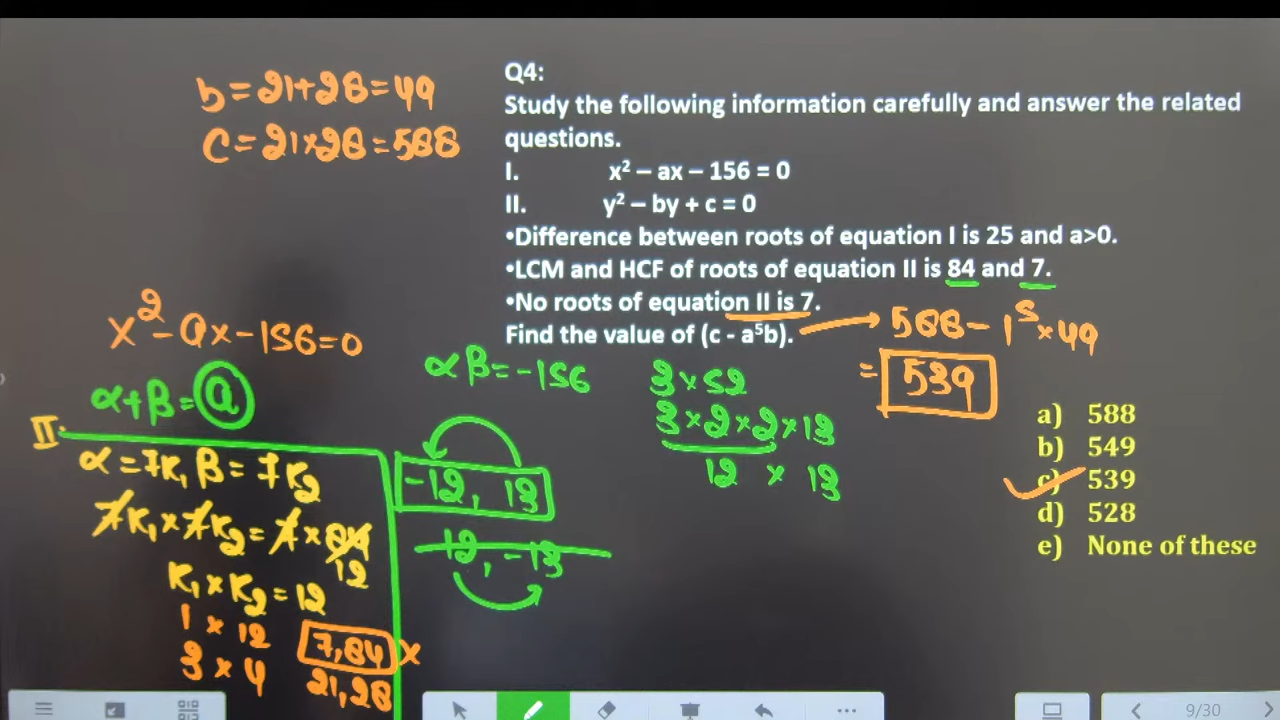 b = 21+28 = 49
c = 21×28 = 588
Q4:
Study the following information carefully and answer the related
questions.
I. x² – ax – 156 = 0
II. y² – by + c = 0
•Difference between roots of equation I is 25 and a>0.
•LCM and HCF of roots of equation II is 84 and 7.
•No roots of equation II is 7.
Find the value of (c - a⁵b).
588 – 1⁵ × 49
= 539
a) 588
b) 549
c) 539
d) 528
e) None of these
x² – ax – 156 = 0
α + β = a
αβ = –156
3 × 52
3 × 2 × 2 × 13
12 × 13
–12, 13
12, –13
II.
α = 7K₁, β = 7K₂
7K₁ × 7K₂ = 7 × 84
12
K₁ × K₂ = 12
1 × 12 7,84 ×
3 × 4 21,28
9/30